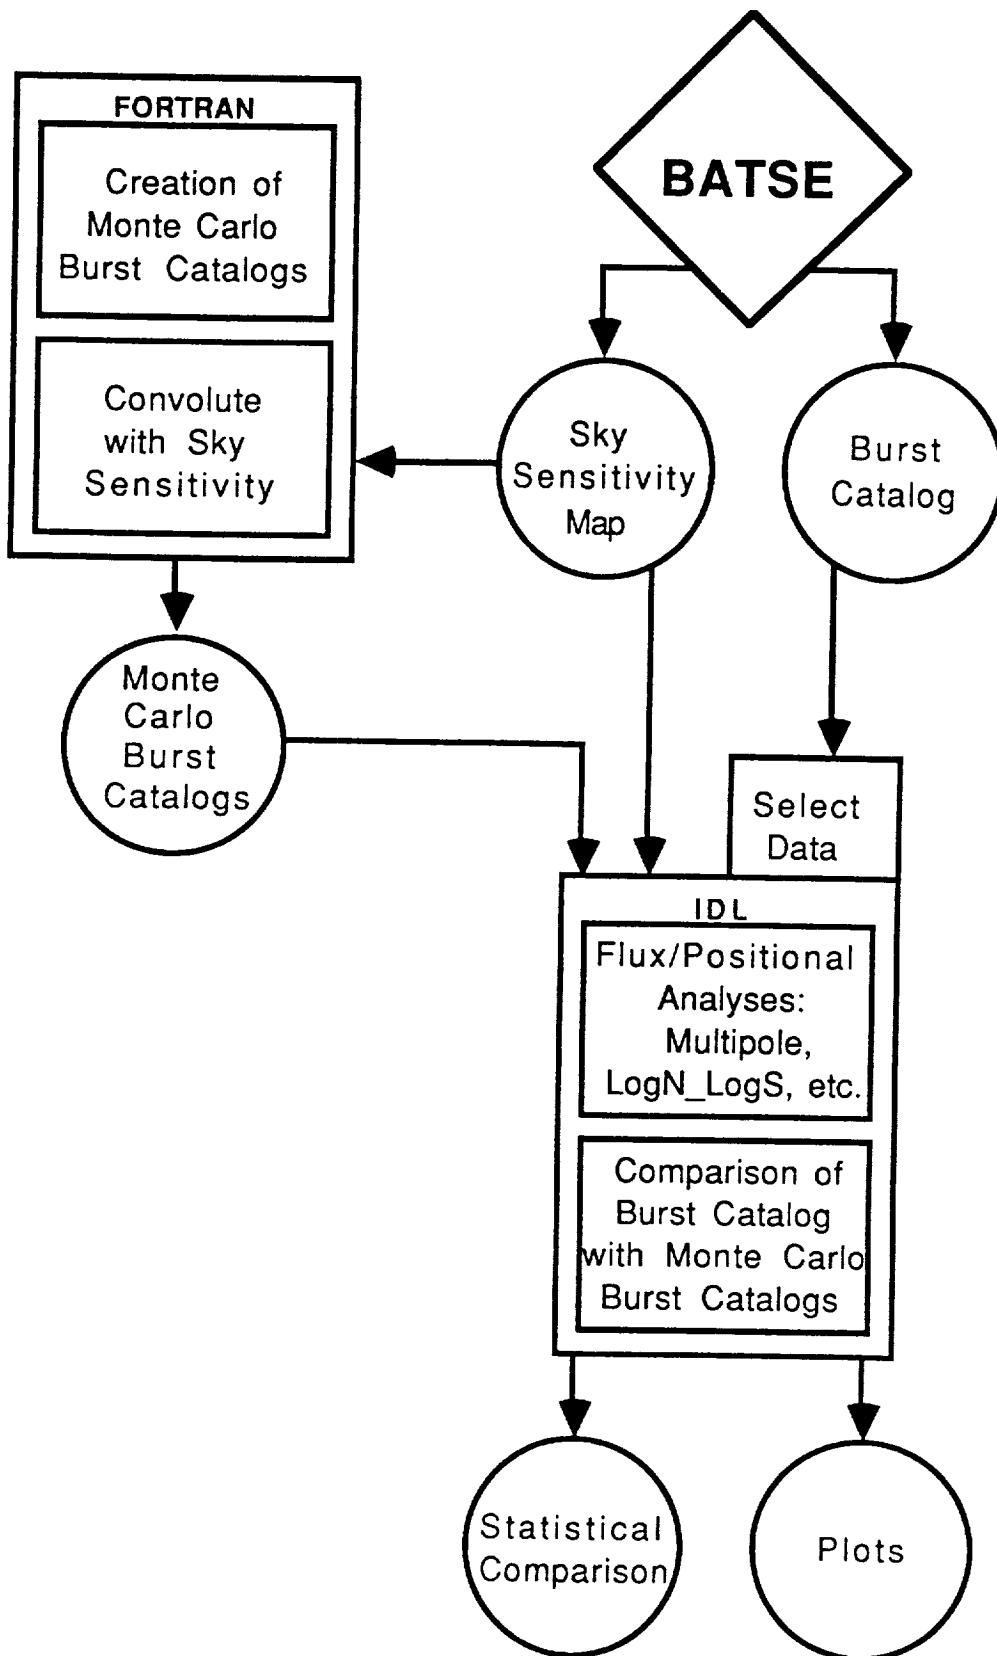 FORTRAN
Creation of
Monte Carlo
Burst Catalogs
Convolute
with Sky
Sensitivity
BATSE
Sky
Sensitivity
Map
Burst
Catalog
Monte
Carlo
Burst
Catalogs
Select
Data
IDL
Flux/Positional
Analyses:
Multipole,
LogN_LogS, etc.
Comparison of
Burst Catalog
with Monte Carlo
Burst Catalogs
Statistical
Comparison
Plots